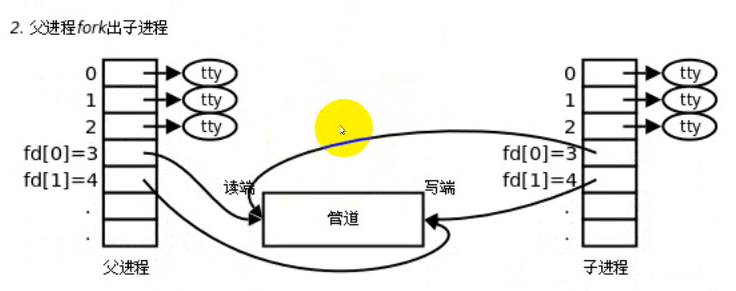 2. 父进程fork出子进程
0 tty
1 tty
2 tty
fd[0]=3
fd[1]=4
.
.
父进程
读端
管道
写端
0 tty
1 tty
2 tty
fd[0]=3
fd[1]=4
.
.
子进程